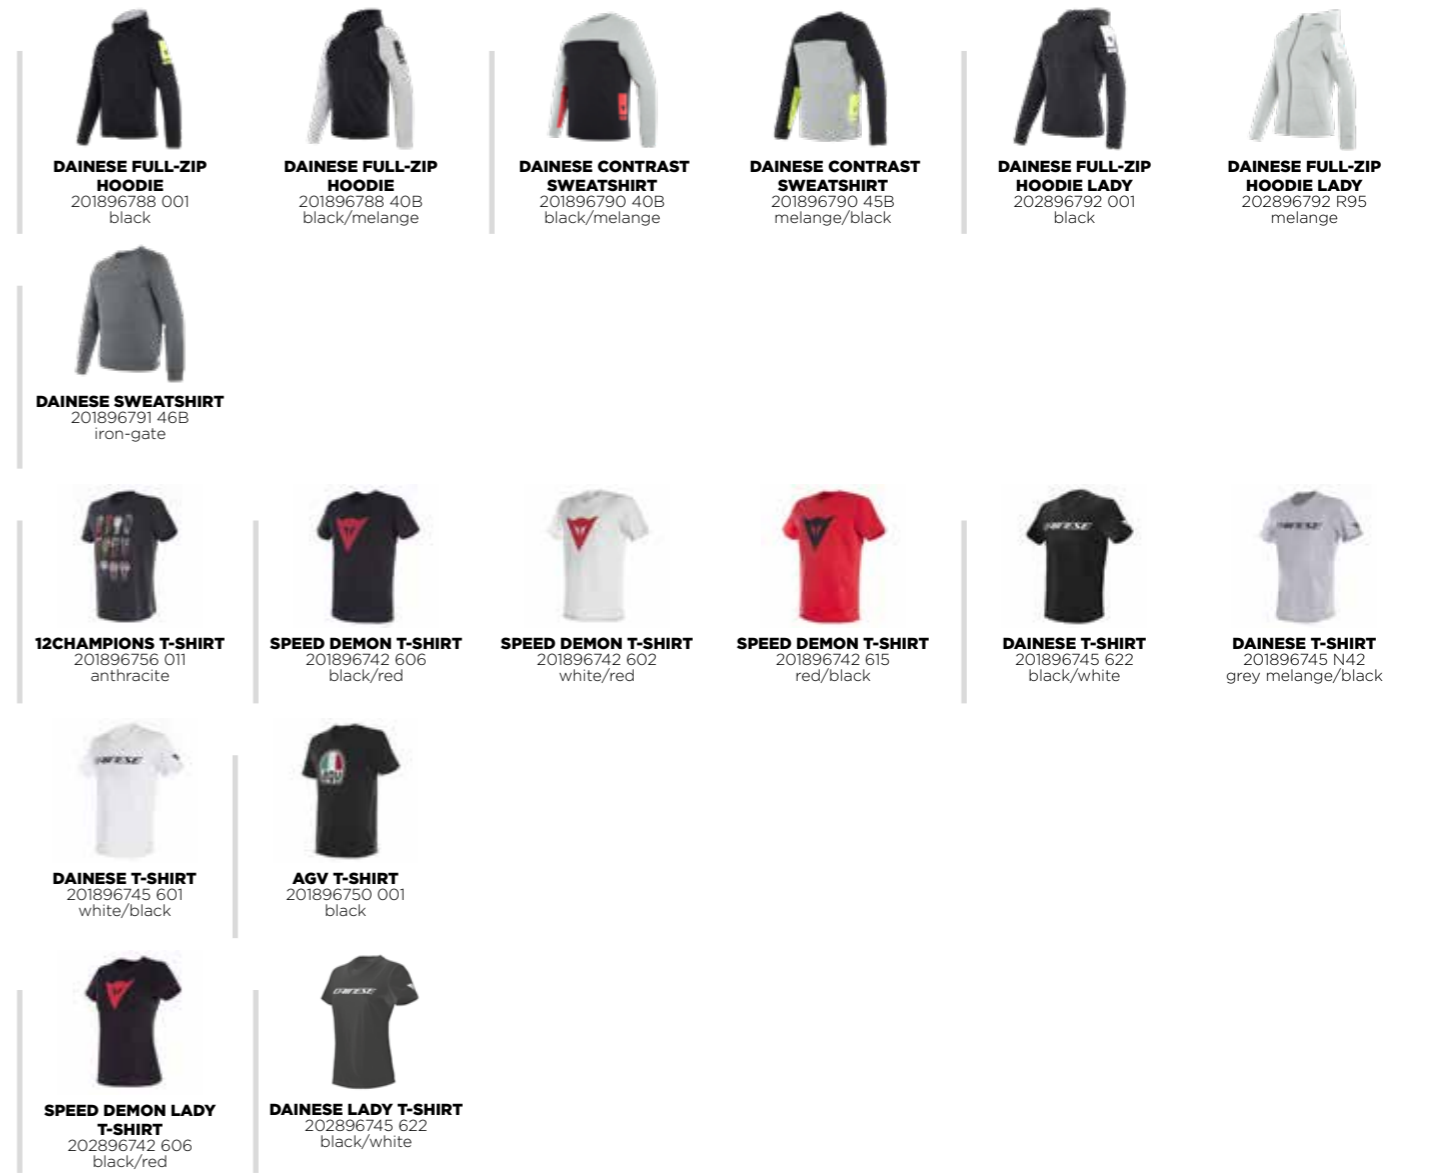 DAINESE FULL-ZIP
HOODIE
201896788 001
black
DAINESE FULL-ZIP
HOODIE
201896788 40B
black/melange
DAINESE CONTRAST
SWEATSHIRT
201896790 40B
black/melange
DAINESE CONTRAST
SWEATSHIRT
201896790 45B
melange/black
DAINESE FULL-ZIP
HOODIE LADY
202896792 001
black
DAINESE FULL-ZIP
HOODIE LADY
202896792 R95
melange
DAINESE SWEATSHIRT
201896791 46B
iron-gate
12CHAMPIONS T-SHIRT
201896756 011
anthracite
SPEED DEMON T-SHIRT
201896742 606
black/red
SPEED DEMON T-SHIRT
201896742 602
white/red
SPEED DEMON T-SHIRT
201896742 615
red/black
DAINESE T-SHIRT
201896745 622
black/white
DAINESE T-SHIRT
201896745 N42
grey melange/black
DAINESE T-SHIRT
201896745 601
white/black
AGV
AGV T-SHIRT
201896750 001
black
SPEED DEMON LADY
T-SHIRT
202896742 606
black/red
DAINESE
DAINESE LADY T-SHIRT
202896745 622
black/white